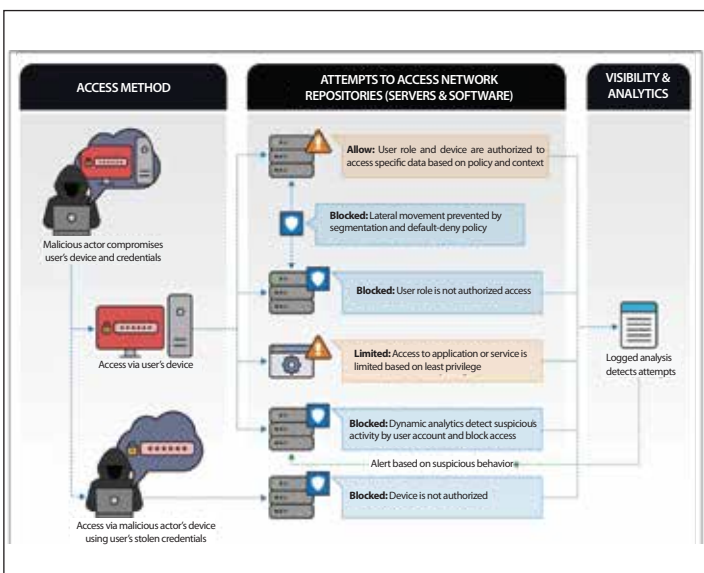 ACCESS METHOD
ATTEMPTS TO ACCESS NETWORK
REPOSITORIES (SERVERS & SOFTWARE)
VISIBILITY &
ANALYTICS
Malicious actor compromises
user's device and credentials
Access via user's device
Access via malicious actor's device
using user's stolen credentials
Allow: User role and device are authorized to
access specific data based on policy and context
Blocked: Lateral movement prevented by
segmentation and default-deny policy
Blocked: User role is not authorized access
Limited: Access to application or service is
limited based on least privilege
Blocked: Dynamic analytics detect suspicious
activity by user account and block access
Alert based on suspicious behavior
Blocked: Device is not authorized
Logged analysis
detects attempts